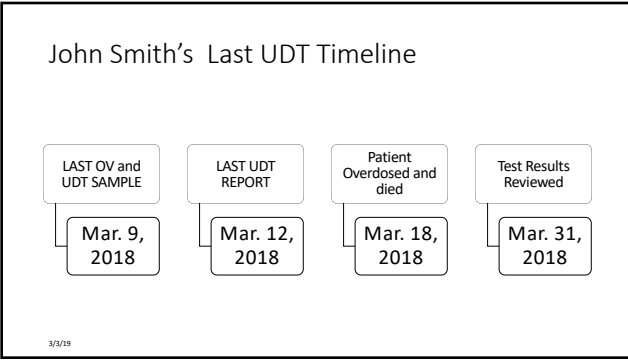 John Smith’s  Last UDT Timeline
LAST OV and
UDT SAMPLE
Mar. 9,
2018
LAST UDT
REPORT
Mar. 12,
2018
Patient
Overdosed and
died
Mar. 18,
2018
Test Results
Reviewed
Mar. 31,
2018
3/3/19